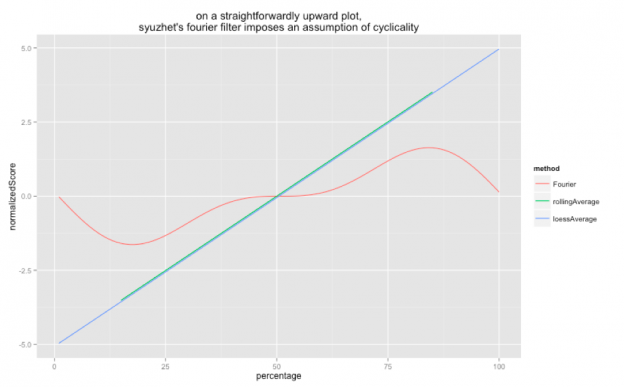 on a straightforwardly upward plot,
syuzhet's fourier filter imposes an assumption of cyclicality
5.0
2.5
0.0
-2.5
-5.0
normalizedScore
0
25
50
75
100
percentage
method
Fourier
rollingAverage
loessAverage